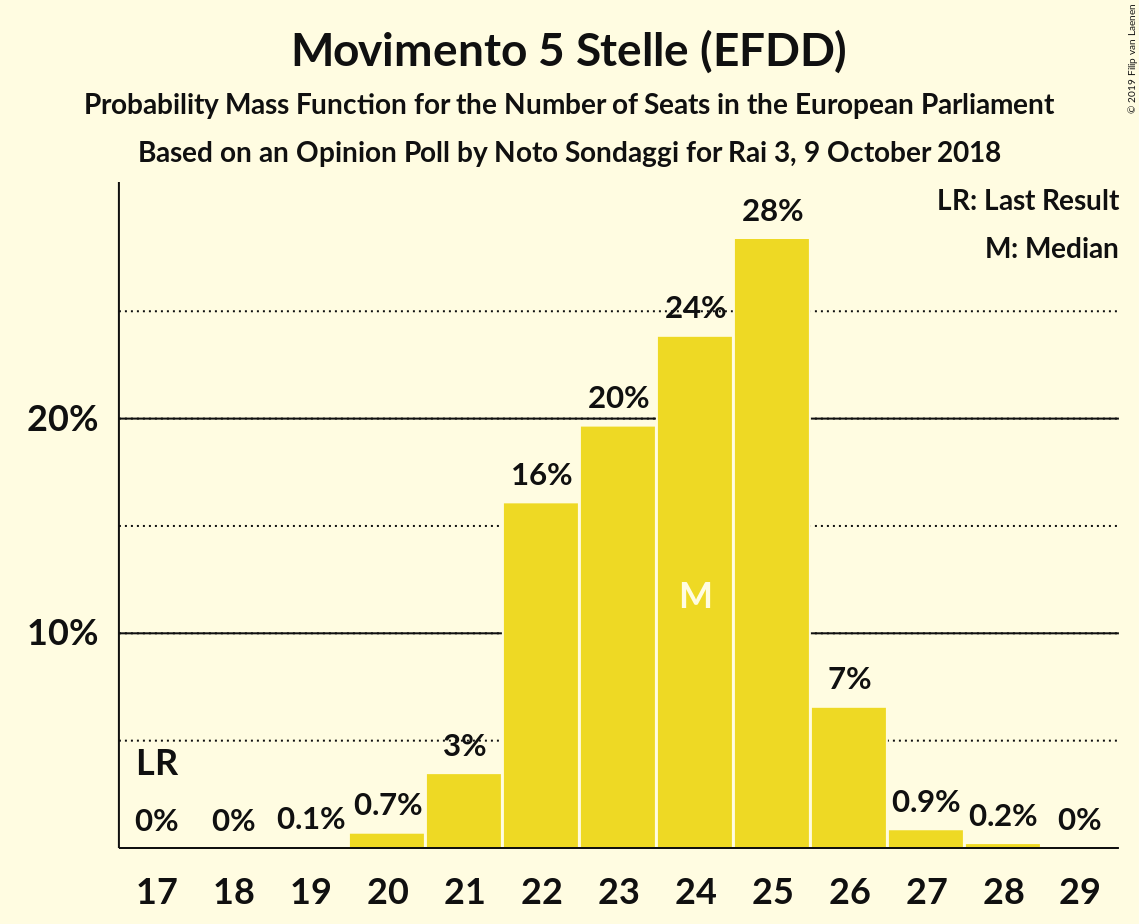 Movimento 5 Stelle (EFDD)
Probability Mass Function for the Number of Seats in the European Parliament
Based on an Opinion Poll by Noto Sondaggi for Rai 3, 9 October 2018
© 2019 Filip van Laenen
LR: Last Result
M: Median
28%
24%
20%
20%
16%
M
10%
7%
3%
LR
0% 0% 0.1% 0.7% 0.9% 0.2% 0%
17 18 19 20 21 22 23 24 25 26 27 28 29